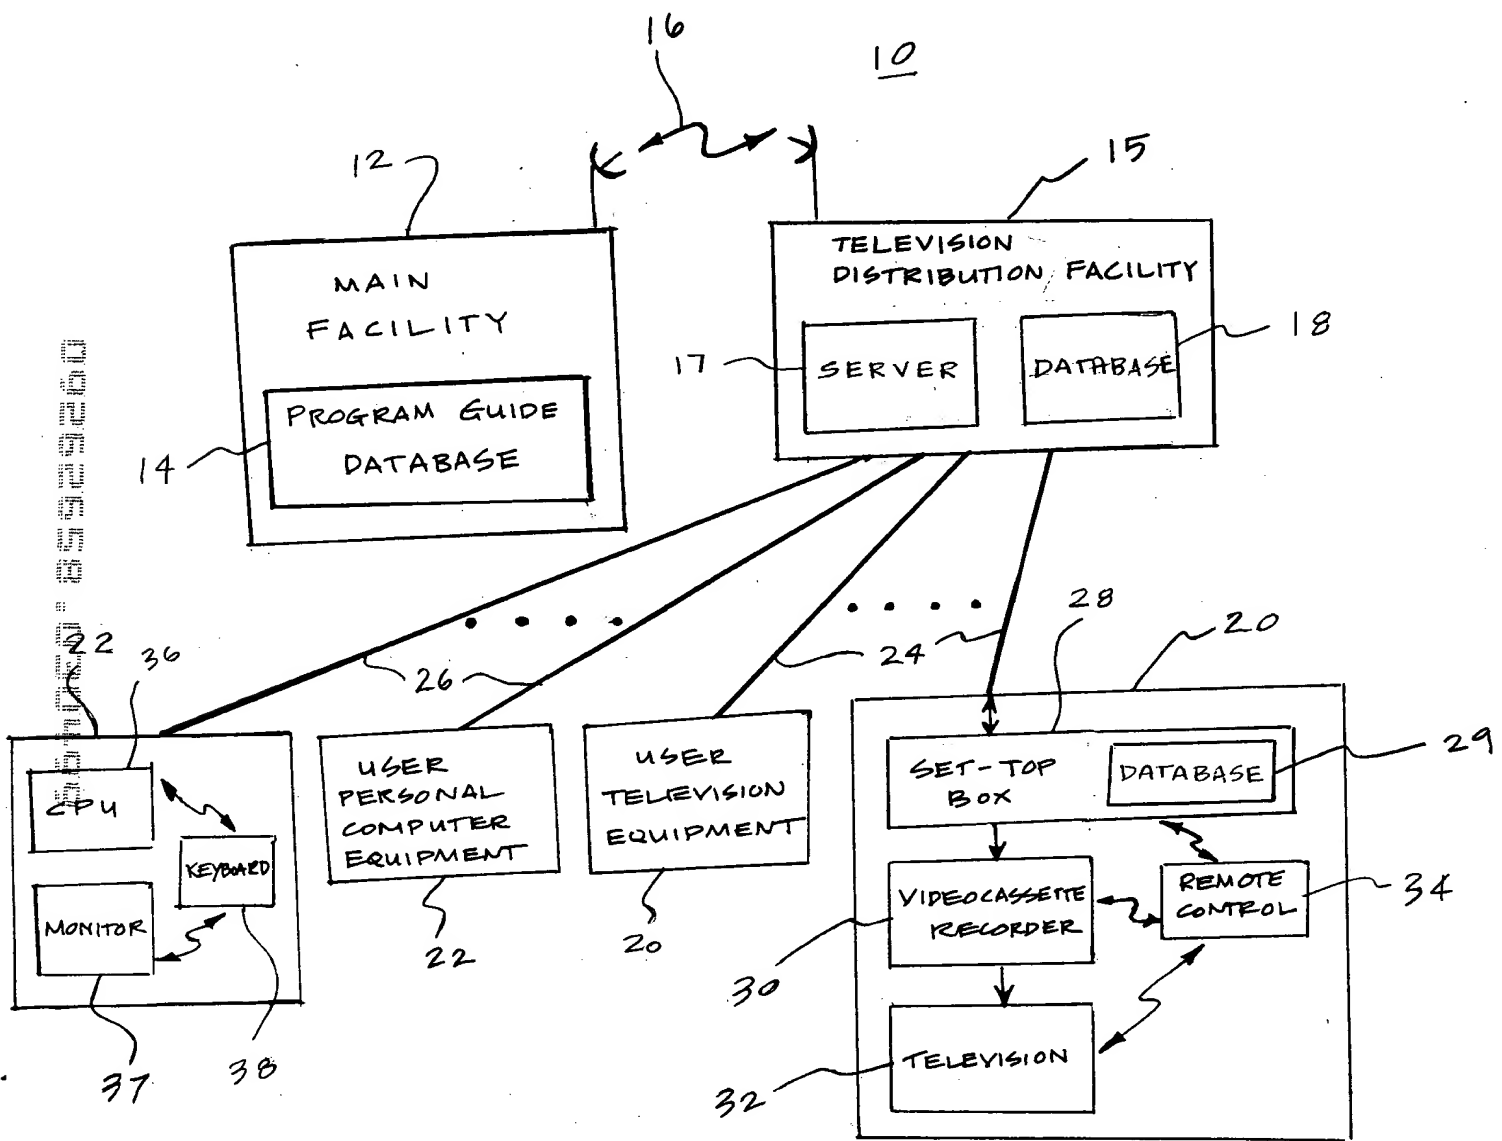 16
10
12
15
MAIN
FACILITY
TELEVISION
DISTRIBUTION FACILITY
17
SERVER
DATABASE
18
PROGRAM GUIDE
DATABASE
14
26
24
28
20
22
36
CPU
KEYBOARD
MONITOR
37
38
USER
PERSONAL
COMPUTER
EQUIPMENT
22
USER
TELEVISION
EQUIPMENT
20
SET-TOP
BOX
DATABASE
29
VIDEOCASSETTE
RECORDER
30
REMOTE
CONTROL
34
TELEVISION
32